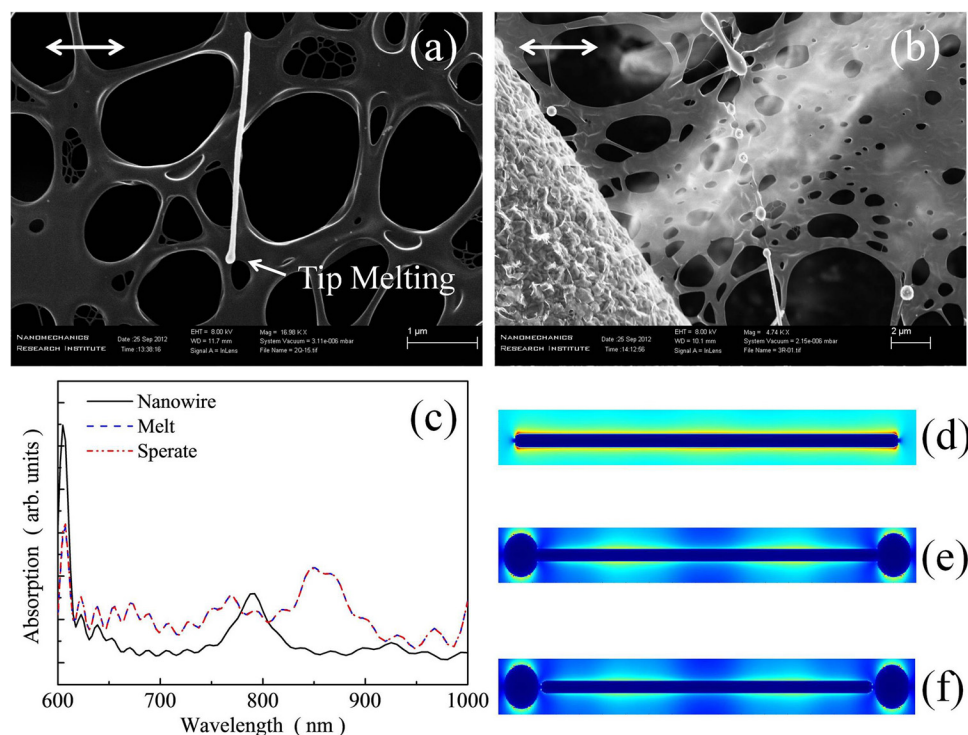 (a)
Tip Melting
NANOMECHANICS
RESEARCH INSTITUTE
Date :25 Sep 2012
Time :13:38:16
EHT = 8.00 kV
WD = 11.7 mm
Signal A = InLens
Mag = 16.98 K X
System Vacuum = 3.11e-006 mbar
File Name = 2Q-15.tif
1 µm
(b)
NANOMECHANICS
RESEARCH INSTITUTE
Date :25 Sep 2012
Time :14:12:56
EHT = 8.00 kV
WD = 10.1 mm
Signal A = InLens
Mag = 4.74 K X
System Vacuum = 2.15e-006 mbar
File Name = 3R-01.tif
2 µm
(c)
Nanowire
Melt
Sperate
Absorption ( arb. units )
600
700
800
900
1000
Wavelength ( nm )
(d)
(e)
(f)